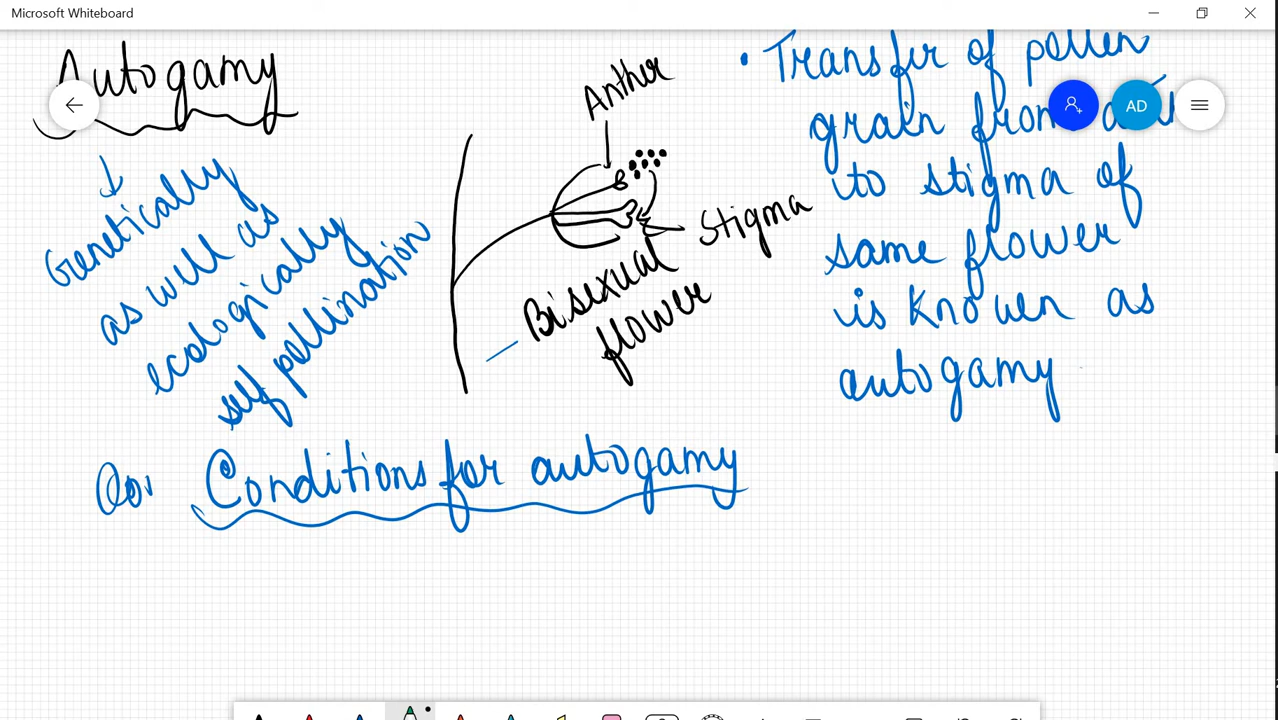 Microsoft Whiteboard
Autogamy
Genetically
as well as
ecologically
self pollination
Anther
Stigma
Bisexual
flower
• Transfer of pollen
grain from
AD
to stigma of
same flower
is known as
autogamy
Conditions for autogamy